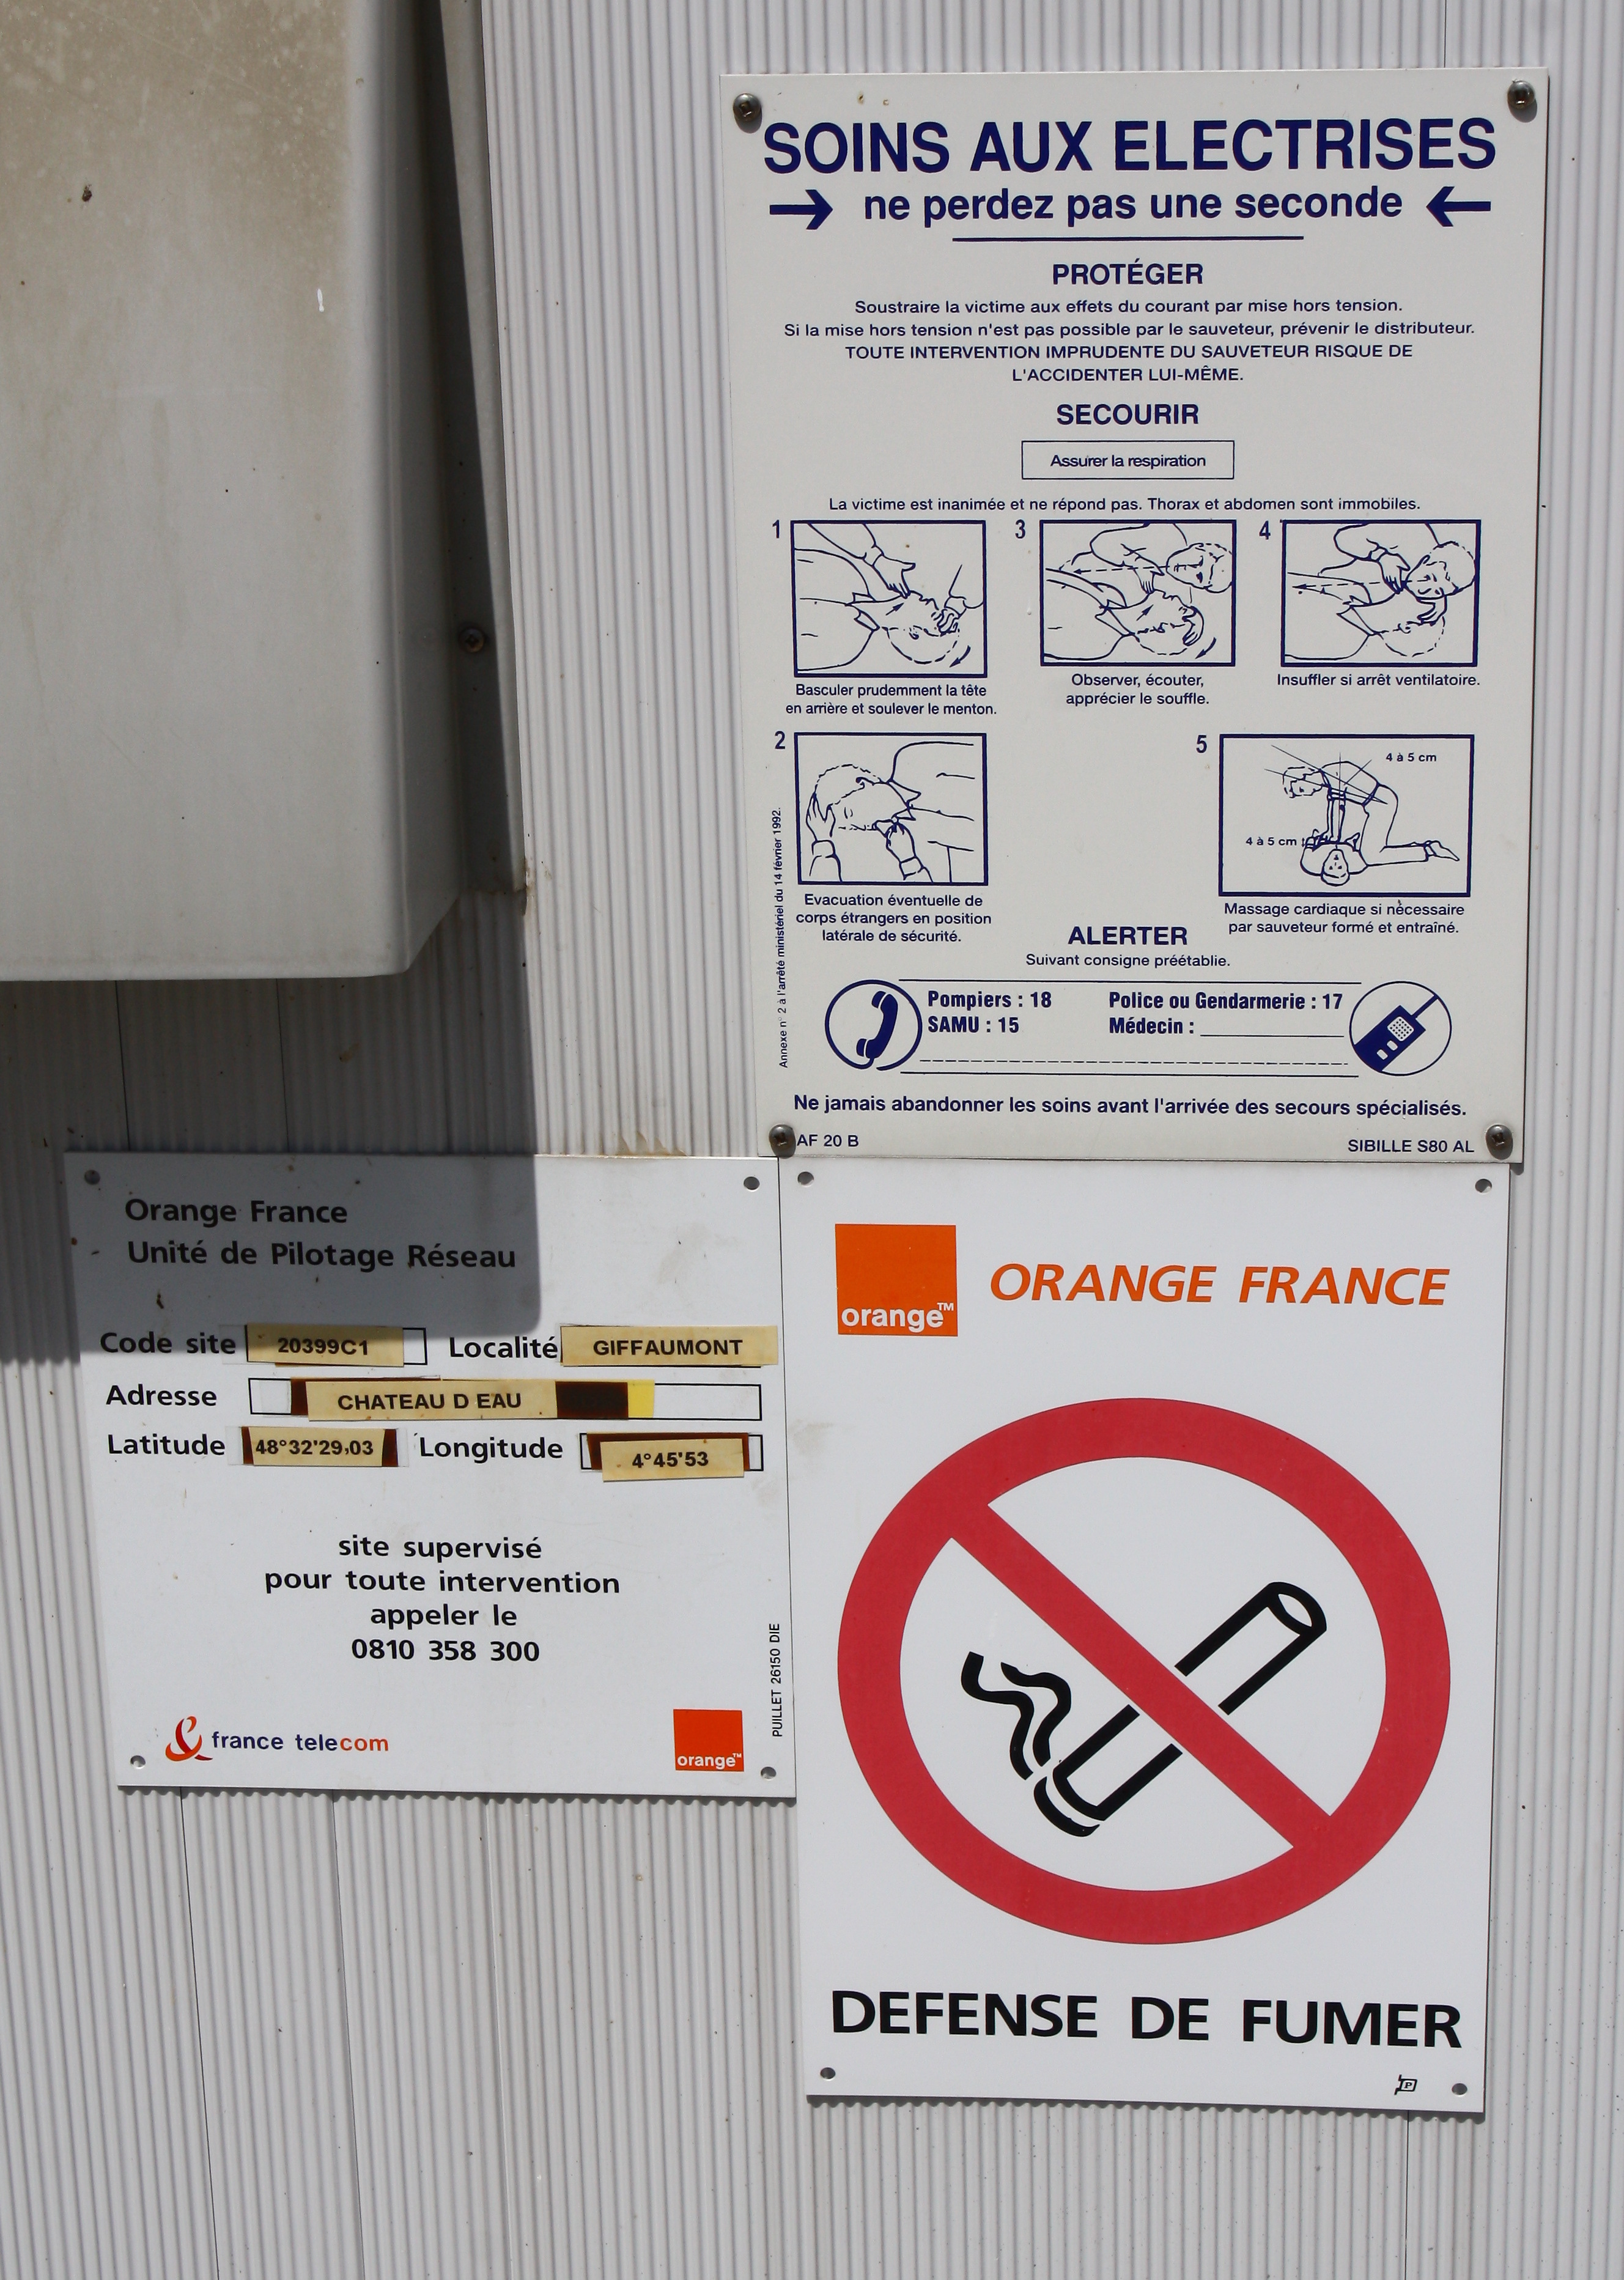 SOINS AUX ELECTRISES
→ ne perdez pas une seconde ←
PROTÉGER
Soustraire la victime aux effets du courant par mise hors tension.
Si la mise hors tension n'est pas possible par le sauveteur, prévenir le distributeur.
TOUTE INTERVENTION IMPRUDENTE DU SAUVETEUR RISQUE DE
L'ACCIDENTER LUI-MÊME.
SECOURIR
Assurer la respiration
La victime est inanimée et ne répond pas. Thorax et abdomen sont immobiles.
1
Basculer prudemment la tête
en arrière et soulever le menton.
3
Observer, écouter,
apprécier le souffle.
4
Insuffler si arrêt ventilatoire.
2
Evacuation éventuelle de
corps étrangers en position
latérale de sécurité.
5
4 à 5 cm
4 à 5 cm
Massage cardiaque si nécessaire
par sauveteur formé et entraîné.
ALERTER
Suivant consigne préétablie.
Pompiers : 18 Police ou Gendarmerie : 17
SAMU : 15 Médecin :
Ne jamais abandonner les soins avant l'arrivée des secours spécialisés.
AF 20 B SIBILLE S80 AL
Annexe n° 2 à l'arrêté ministériel du 14 février 1992.
Orange France
Unité de Pilotage Réseau
Code site 20399C1 Localité GIFFAUMONT
Adresse CHATEAU D EAU
Latitude 48°32'29,03 Longitude 4°45'53
site supervisé
pour toute intervention
appeler le
0810 358 300
france telecom
orange™
PUILLET 26150 DIE
orange™
ORANGE FRANCE
DEFENSE DE FUMER
P